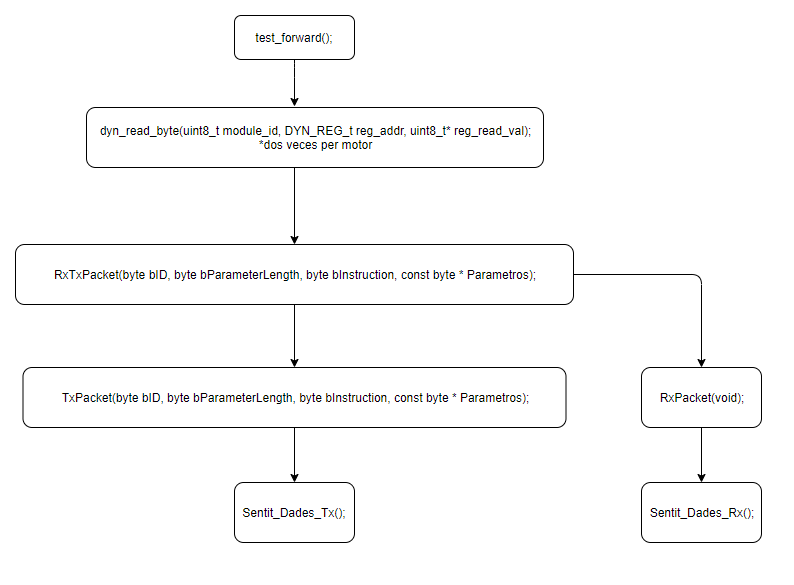 test_forward();
dyn_read_byte(uint8_t module_id, DYN_REG_t reg_addr, uint8_t* reg_read_val);
*dos veces per motor
RxTxPacket(byte bID, byte bParameterLength, byte bInstruction, const byte * Parametros);
TxPacket(byte bID, byte bParameterLength, byte bInstruction, const byte * Parametros);
RxPacket(void);
Sentit_Dades_Tx();
Sentit_Dades_Rx();